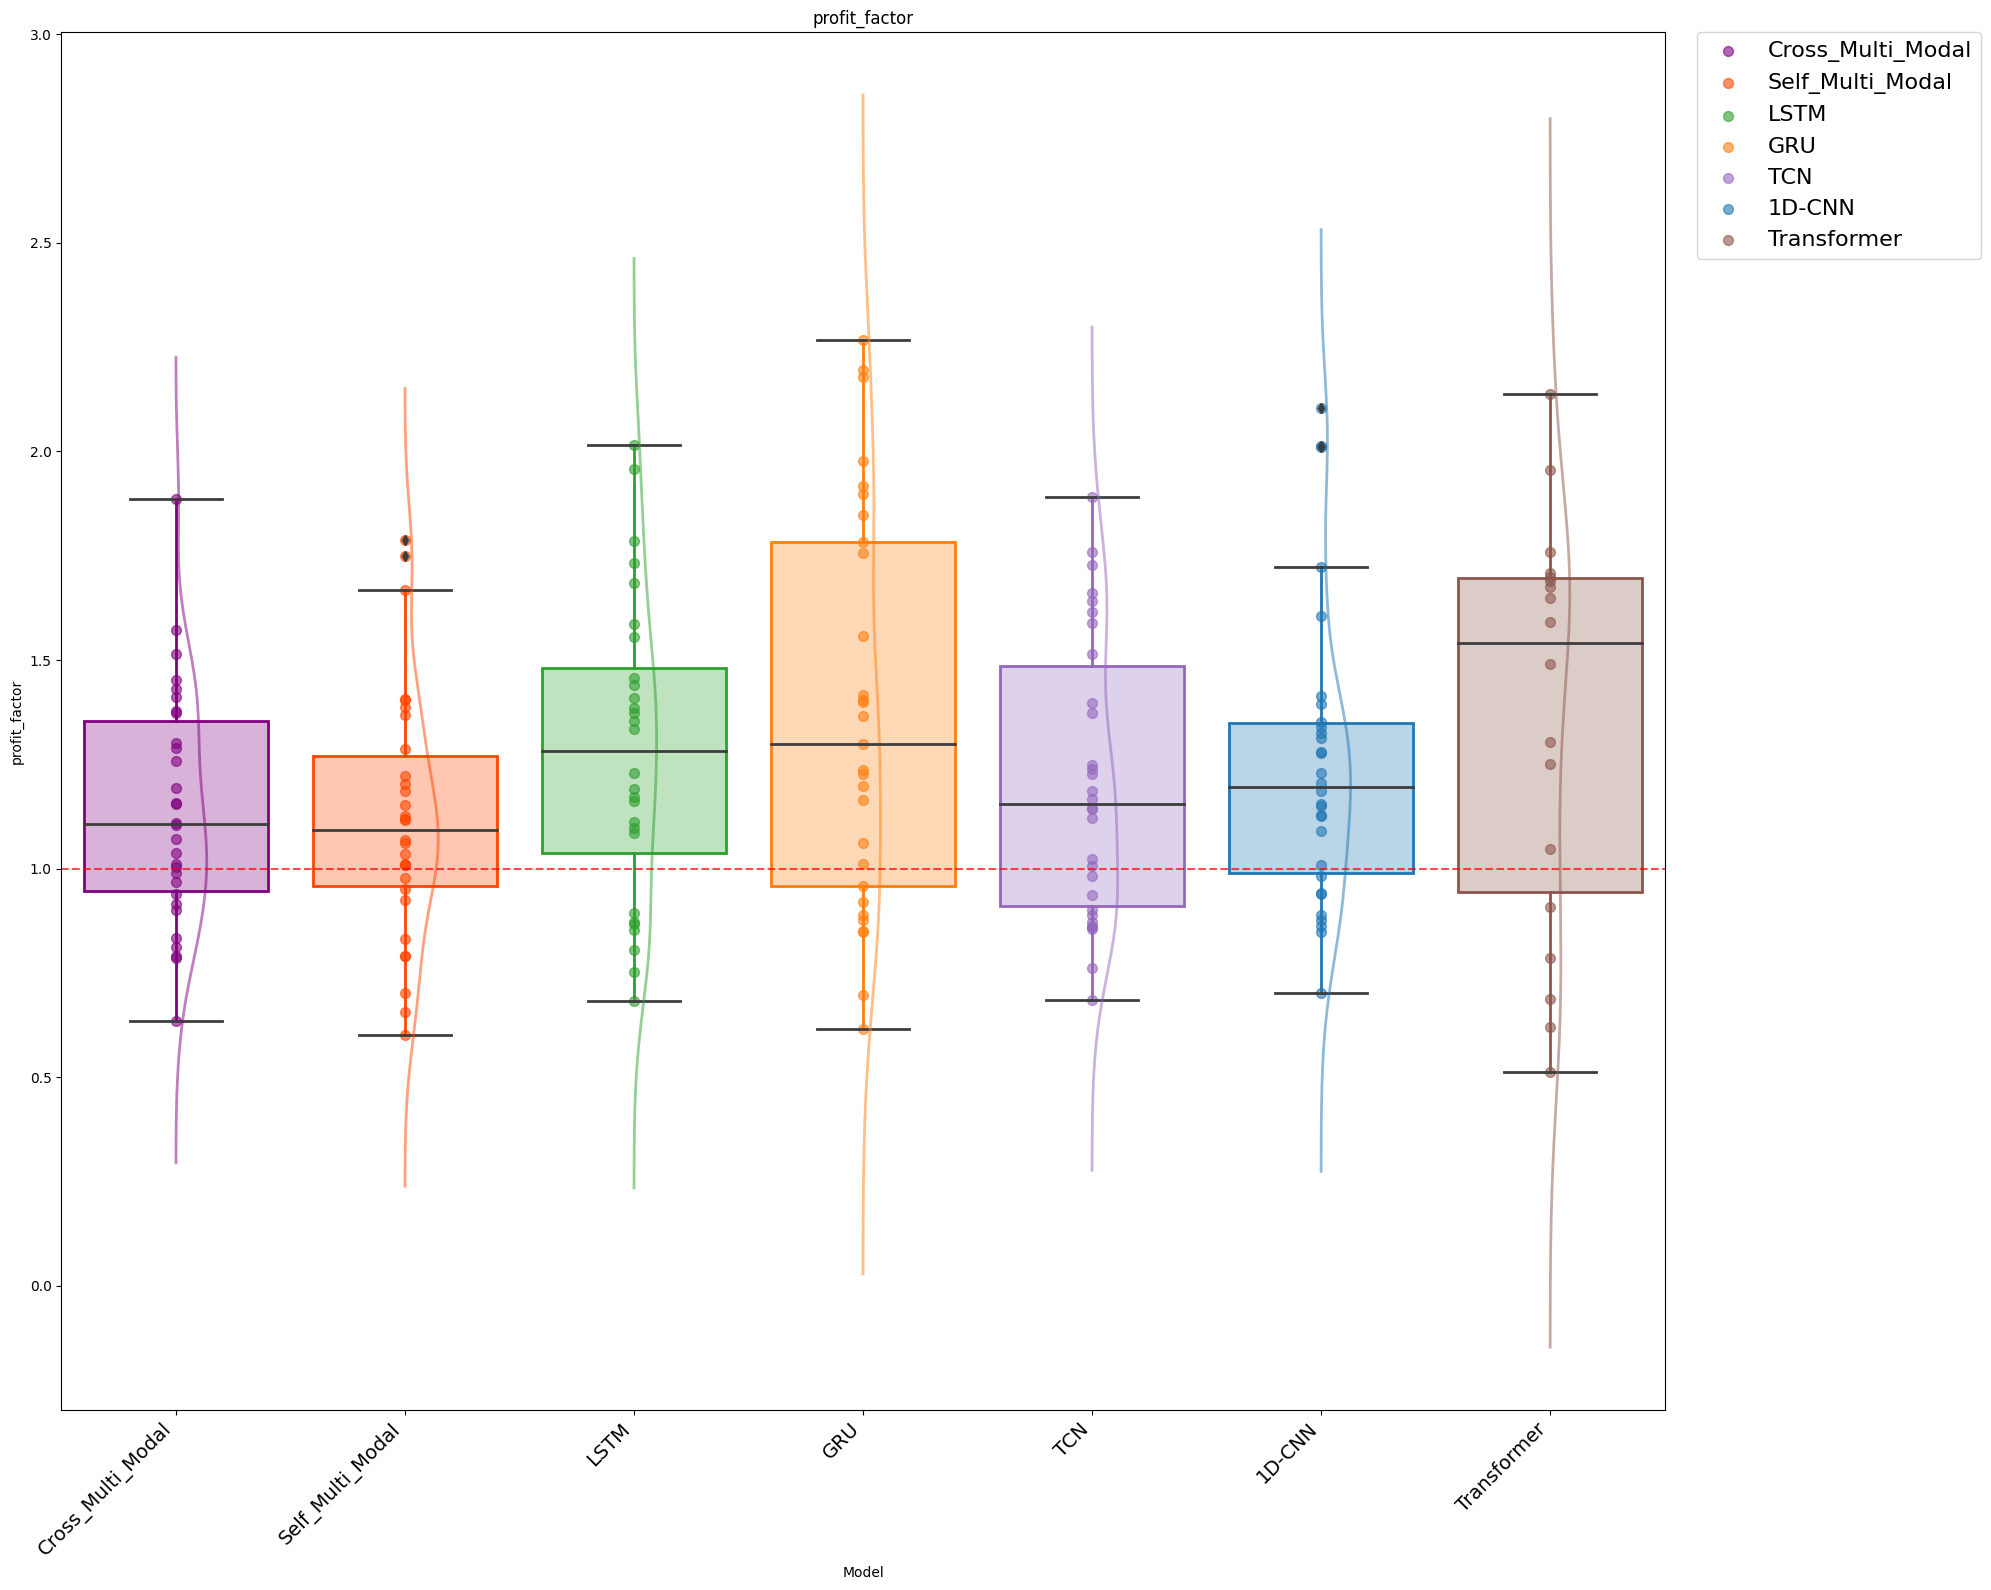 profit_factor
3.0
2.5
2.0
1.5
1.0
0.5
0.0
profit_factor
Cross_Multi_Modal
Self_Multi_Modal
LSTM
GRU
TCN
1D-CNN
Transformer
Model
Cross_Multi_Modal
Self_Multi_Modal
LSTM
GRU
TCN
1D-CNN
Transformer